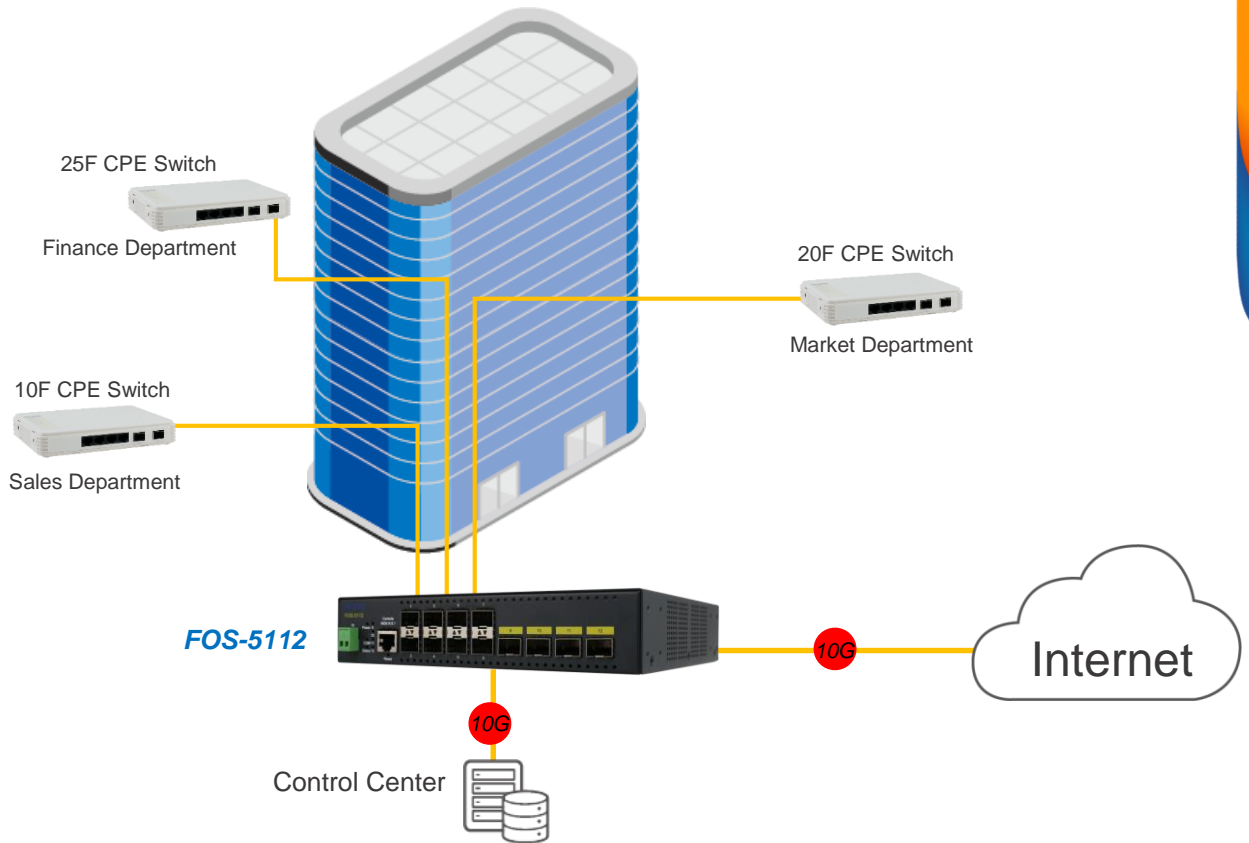 25F CPE Switch
Finance Department
20F CPE Switch
Market Department
10F CPE Switch
Sales Department
FOS-5112
10G
Internet
10G
Control Center